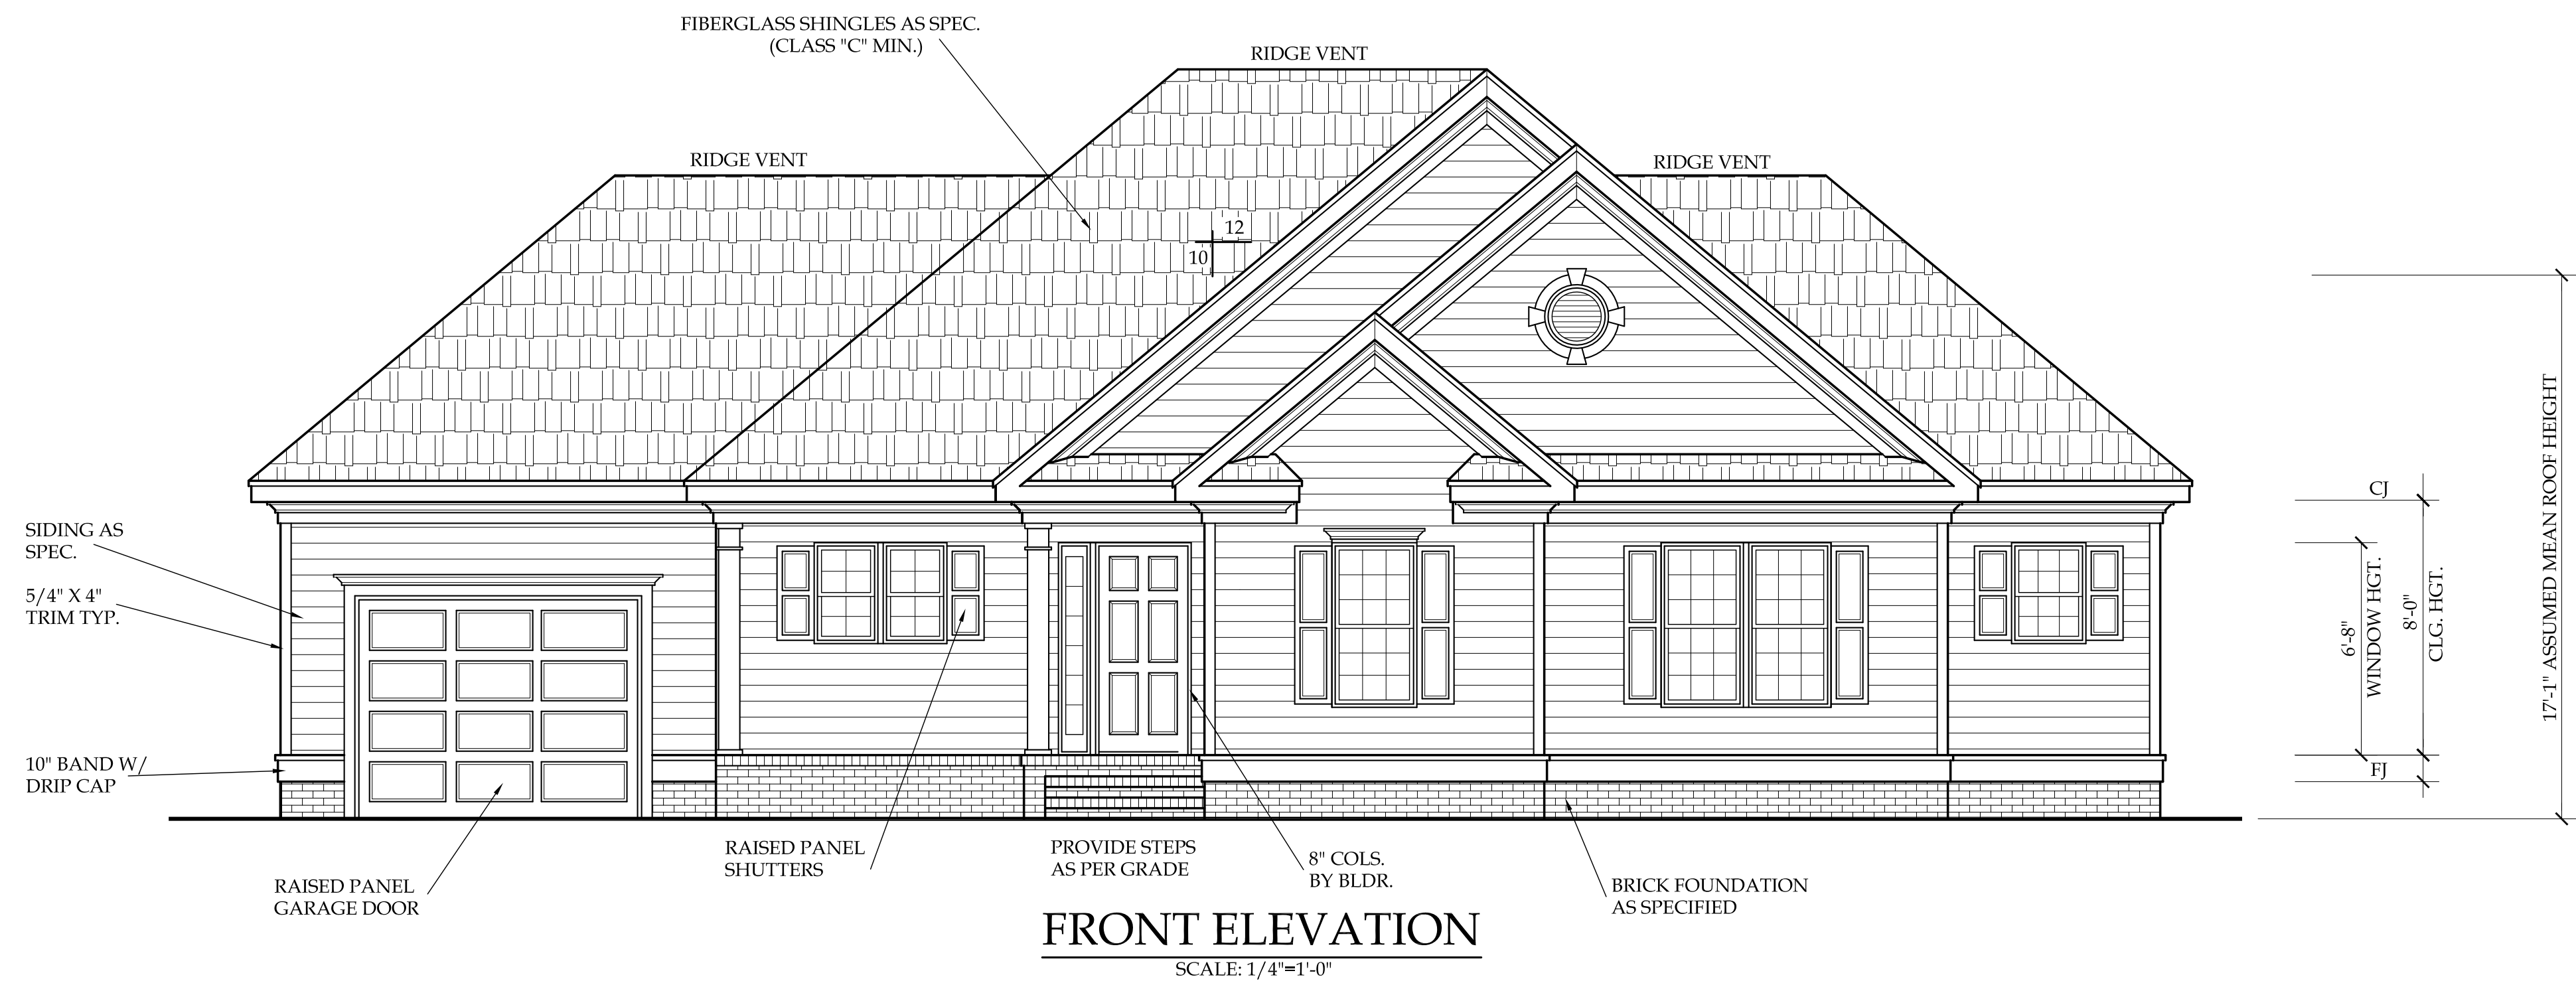 FIBERGLASS SHINGLES AS SPEC.
(CLASS "C" MIN.)
RIDGE VENT
RIDGE VENT
RIDGE VENT
12
10
SIDING AS
SPEC.
5/4" X 4"
TRIM TYP.
10" BAND W/
DRIP CAP
RAISED PANEL
GARAGE DOOR
RAISED PANEL
SHUTTERS
PROVIDE STEPS
AS PER GRADE
8" COLS.
BY BLDR.
BRICK FOUNDATION
AS SPECIFIED
CJ
6'-8"
WINDOW HGT.
8'-0"
CLG. HGT.
FJ
17'-1" ASSUMED MEAN ROOF HEIGHT
FRONT ELEVATION
SCALE: 1/4"=1'-0"